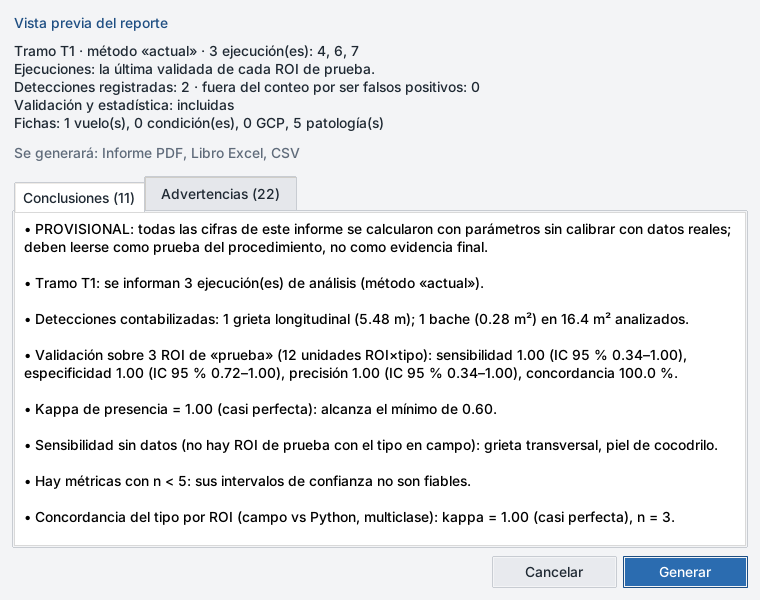 Vista previa del reporte
Tramo T1 · método «actual» · 3 ejecución(es): 4, 6, 7
Ejecuciones: la última validada de cada ROI de prueba.
Detecciones registradas: 2 · fuera del conteo por ser falsos positivos: 0
Validación y estadística: incluidas
Fichas: 1 vuelo(s), 0 condición(es), 0 GCP, 5 patología(s)
Se generará: Informe PDF, Libro Excel, CSV
Conclusiones (11)
Advertencias (22)
• PROVISIONAL: todas las cifras de este informe se calcularon con parámetros sin calibrar con datos reales;
deben leerse como prueba del procedimiento, no como evidencia final.
• Tramo T1: se informan 3 ejecución(es) de análisis (método «actual»).
• Detecciones contabilizadas: 1 grieta longitudinal (5.48 m); 1 bache (0.28 m²) en 16.4 m² analizados.
• Validación sobre 3 ROI de «prueba» (12 unidades ROI×tipo): sensibilidad 1.00 (IC 95 % 0.34–1.00),
especificidad 1.00 (IC 95 % 0.72–1.00), precisión 1.00 (IC 95 % 0.34–1.00), concordancia 100.0 %.
• Kappa de presencia = 1.00 (casi perfecta): alcanza el mínimo de 0.60.
• Sensibilidad sin datos (no hay ROI de prueba con el tipo en campo): grieta transversal, piel de cocodrilo.
• Hay métricas con n < 5: sus intervalos de confianza no son fiables.
• Concordancia del tipo por ROI (campo vs Python, multiclase): kappa = 1.00 (casi perfecta), n = 3.
Cancelar
Generar